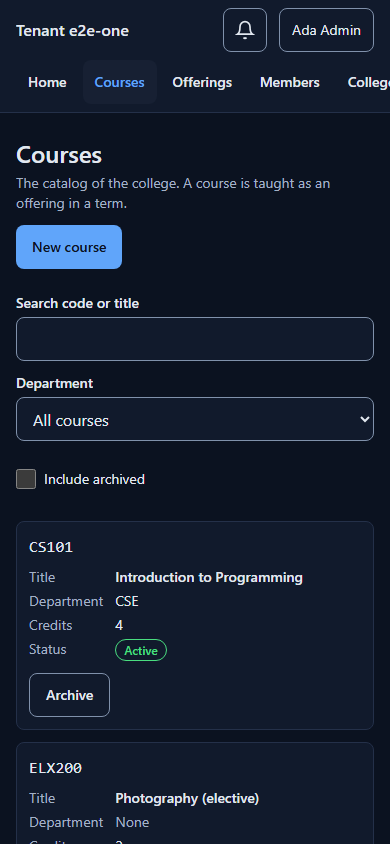 Tenant e2e-one
Ada Admin
Home Courses Offerings Members
Courses
The catalog of the college. A course is taught as an
offering in a term.
New course
Search code or title
Department
All courses
Include archived
CS101
Title Introduction to Programming
Department CSE
Credits 4
Status Active
Archive
ELX200
Title Photography (elective)
Department None